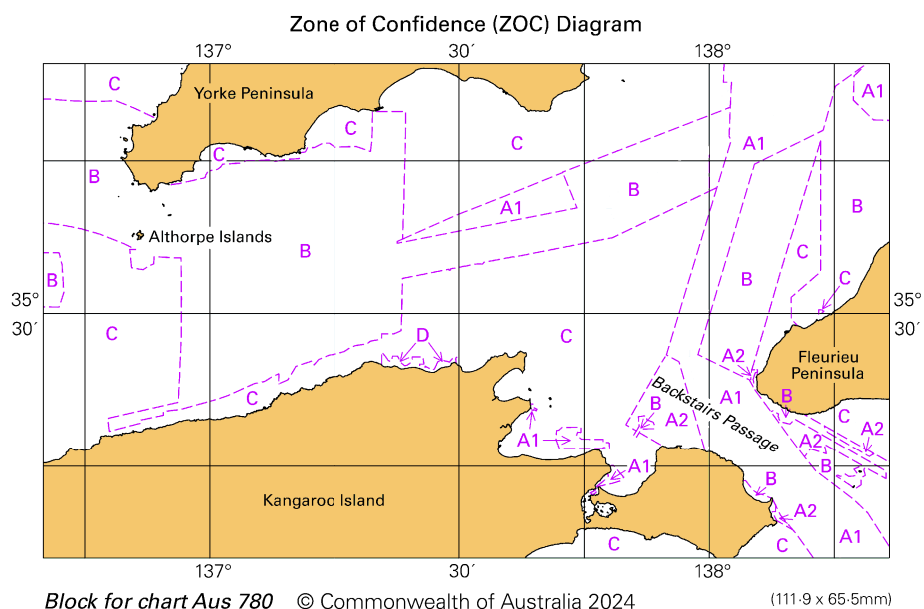 Zone of Confidence (ZOC) Diagram
137° 30´ 138°
C
Yorke Peninsula
A1
C
C
A1
C
B
B
A1
B
B
Althorpe Islands
B
C
B
B
C
35°
30´
35°
30´
C
D
C
A2
Fleurieu
Peninsula
C
Backstairs Passage
A1
B
B
A2
C
A2
A1
A2
B
A1
B
Kangaroc Island
A2
A1
C
C
137° 30´ 138°
Block for chart Aus 780 © Commonwealth of Australia 2024 (111·9 x 65·5mm)